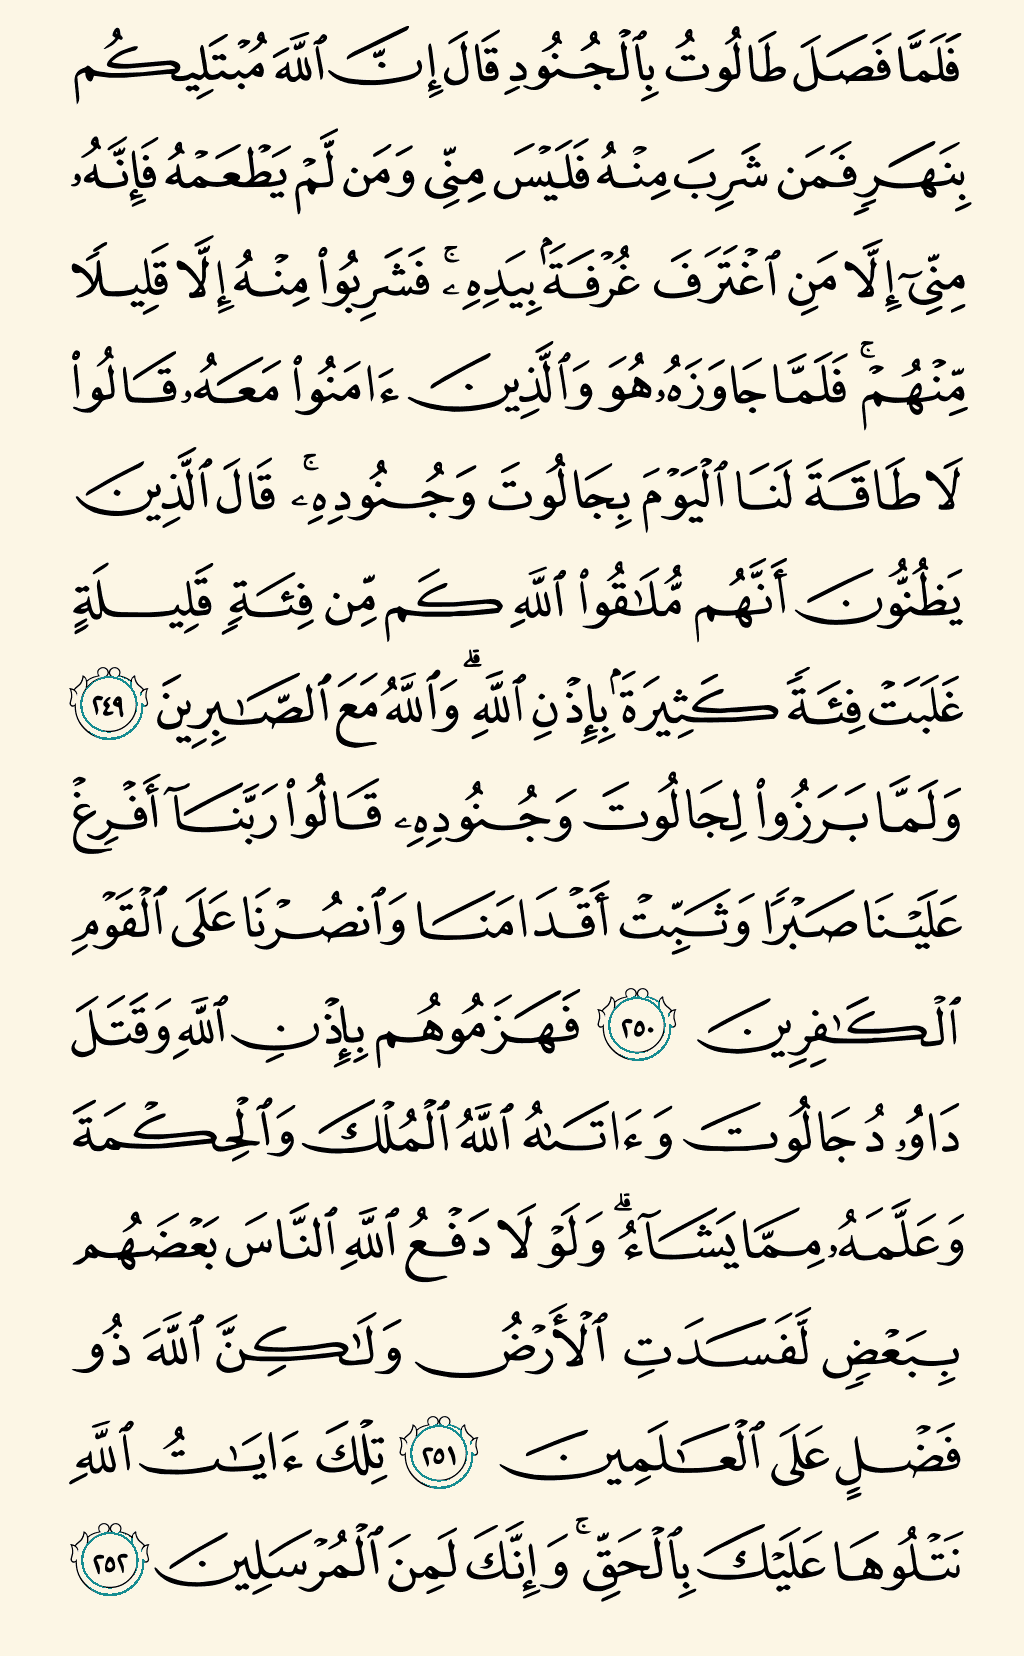 فَلَمَّا فَصَلَ طَالُوتُ بِٱلۡجُنُودِ قَالَ إِنَّ ٱللَّهَ مُبۡتَلِيكُم
بِنَهَرٖ فَمَن شَرِبَ مِنۡهُ فَلَيۡسَ مِنِّي وَمَن لَّمۡ يَطۡعَمۡهُ فَإِنَّهُۥ
مِنِّيٓ إِلَّا مَنِ ٱغۡتَرَفَ غُرۡفَةَۢ بِيَدِهِۦۚ فَشَرِبُواْ مِنۡهُ إِلَّا قَلِيلٗا
مِّنۡهُمۡۚ فَلَمَّا جَاوَزَهُۥ هُوَ وَٱلَّذِينَ ءَامَنُواْ مَعَهُۥ قَالُواْ
لَا طَاقَةَ لَنَا ٱلۡيَوۡمَ بِجَالُوتَ وَجُنُودِهِۦۚ قَالَ ٱلَّذِينَ
يَظُنُّونَ أَنَّهُم مُّلَٰقُواْ ٱللَّهِ كَم مِّن فِئَةٖ قَلِيلَةٍ
غَلَبَتۡ فِئَةٗ كَثِيرَةَۢ بِإِذۡنِ ٱللَّهِۗ وَٱللَّهُ مَعَ ٱلصَّٰبِرِينَ ٢٤٩
وَلَمَّا بَرَزُواْ لِجَالُوتَ وَجُنُودِهِۦ قَالُواْ رَبَّنَآ أَفۡرِغۡ
عَلَيۡنَا صَبۡرٗا وَثَبِّتۡ أَقۡدَامَنَا وَٱنصُرۡنَا عَلَى ٱلۡقَوۡمِ
ٱلۡكَٰفِرِينَ ٢٥٠ فَهَزَمُوهُم بِإِذۡنِ ٱللَّهِ وَقَتَلَ
دَاوُۥدُ جَالُوتَ وَءَاتَىٰهُ ٱللَّهُ ٱلۡمُلۡكَ وَٱلۡحِكۡمَةَ
وَعَلَّمَهُۥ مِمَّا يَشَآءُۗ وَلَوۡلَا دَفۡعُ ٱللَّهِ ٱلنَّاسَ بَعۡضَهُم
بِبَعۡضٖ لَّفَسَدَتِ ٱلۡأَرۡضُ وَلَٰكِنَّ ٱللَّهَ ذُو
فَضۡلٍ عَلَى ٱلۡعَٰلَمِينَ ٢٥١ تِلۡكَ ءَايَٰتُ ٱللَّهِ
نَتۡلُوهَا عَلَيۡكَ بِٱلۡحَقِّۚ وَإِنَّكَ لَمِنَ ٱلۡمُرۡسَلِينَ ٢٥٢